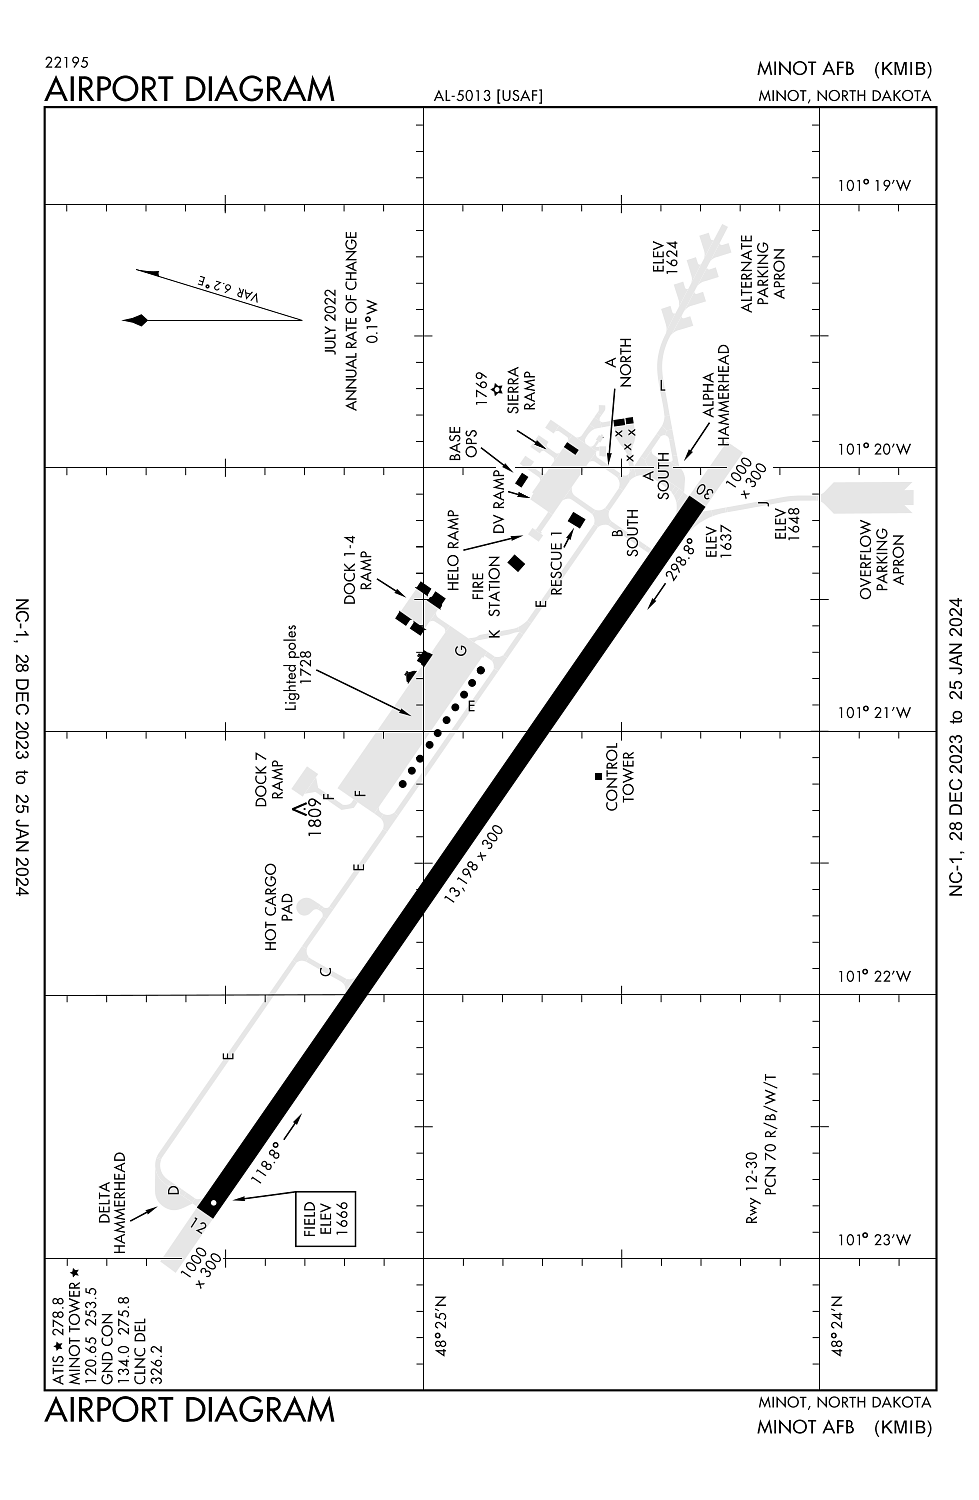 22195
AIRPORT DIAGRAM
AL-5013 [USAF]
MINOT AFB (KMIB)
MINOT, NORTH DAKOTA
101° 19'W
VAR 6.2° E
JULY 2022
ANNUAL RATE OF CHANGE
0.1° W
ELEV
1624
ALTERNATE
PARKING
APRON
A
NORTH
1769
SIERRA
RAMP
L
ALPHA
HAMMERHEAD
BASE
OPS
101° 20'W
DV RAMP
A
SOUTH
30
1000
x 300
J
HELO RAMP
B
SOUTH
ELEV
1637
ELEV
1648
OVERFLOW
PARKING
APRON
DOCK 1-4
RAMP
FIRE
STATION
RESCUE 1
298.8°
E
K
G
Lighted poles
1728
E
101° 21'W
DOCK 7
RAMP
F
F
1809
CONTROL
TOWER
13,198 x 300
E
HOT CARGO
PAD
C
101° 22'W
E
118.8°
Rwy 12-30
PCN 70 R/B/W/T
DELTA
HAMMERHEAD
D
12
FIELD
ELEV
1666
1000
x 300
101° 23'W
ATIS ★ 278.8
MINOT TOWER ★
120.65 253.5
GND CON
134.0 275.8
CLNC DEL
326.2
48° 25'N
48° 24'N
x
x
x
x
x
NC-1, 28 DEC 2023 to 25 JAN 2024
NC-1, 28 DEC 2023 to 25 JAN 2024
AIRPORT DIAGRAM
MINOT, NORTH DAKOTA
MINOT AFB (KMIB)